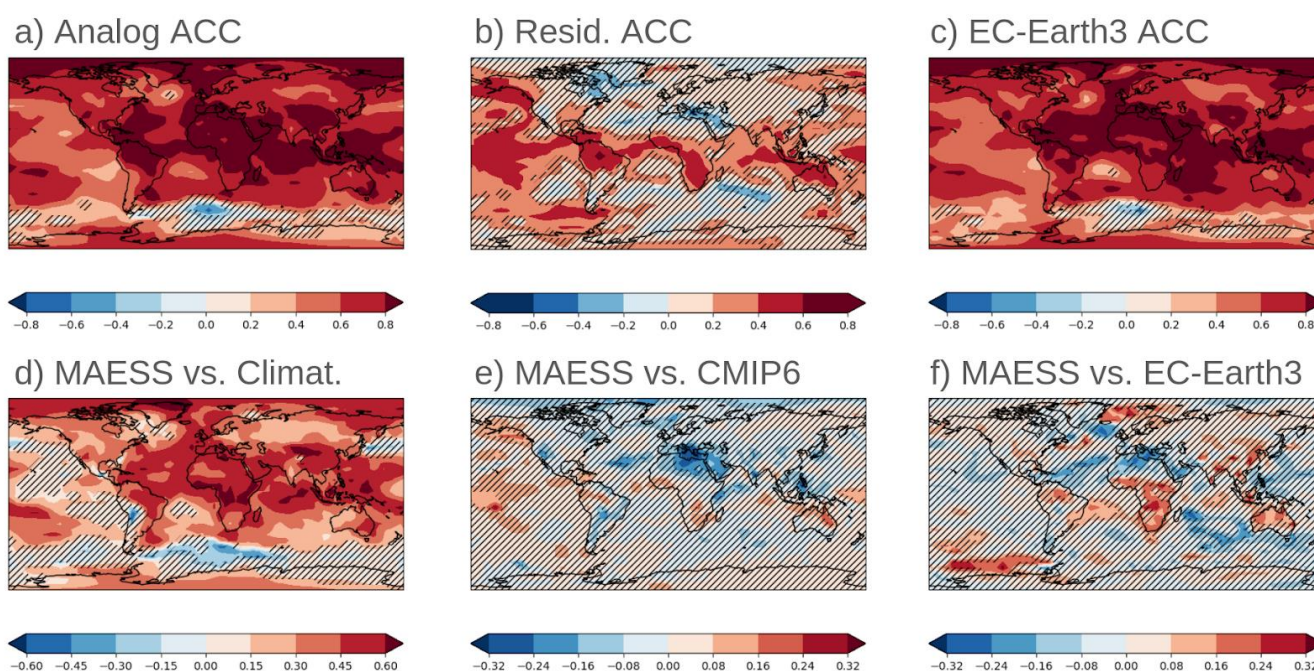 a) Analog ACC
b) Resid. ACC
c) EC-Earth3 ACC
−0.8 −0.6 −0.4 −0.2 0.0 0.2 0.4 0.6 0.8
−0.8 −0.6 −0.4 −0.2 0.0 0.2 0.4 0.6 0.8
−0.8 −0.6 −0.4 −0.2 0.0 0.2 0.4 0.6 0.8
d) MAESS vs. Climat.
e) MAESS vs. CMIP6
f) MAESS vs. EC-Earth3
−0.60 −0.45 −0.30 −0.15 0.00 0.15 0.30 0.45 0.60
−0.32 −0.24 −0.16 −0.08 0.00 0.08 0.16 0.24 0.32
−0.32 −0.24 −0.16 −0.08 0.00 0.08 0.16 0.24